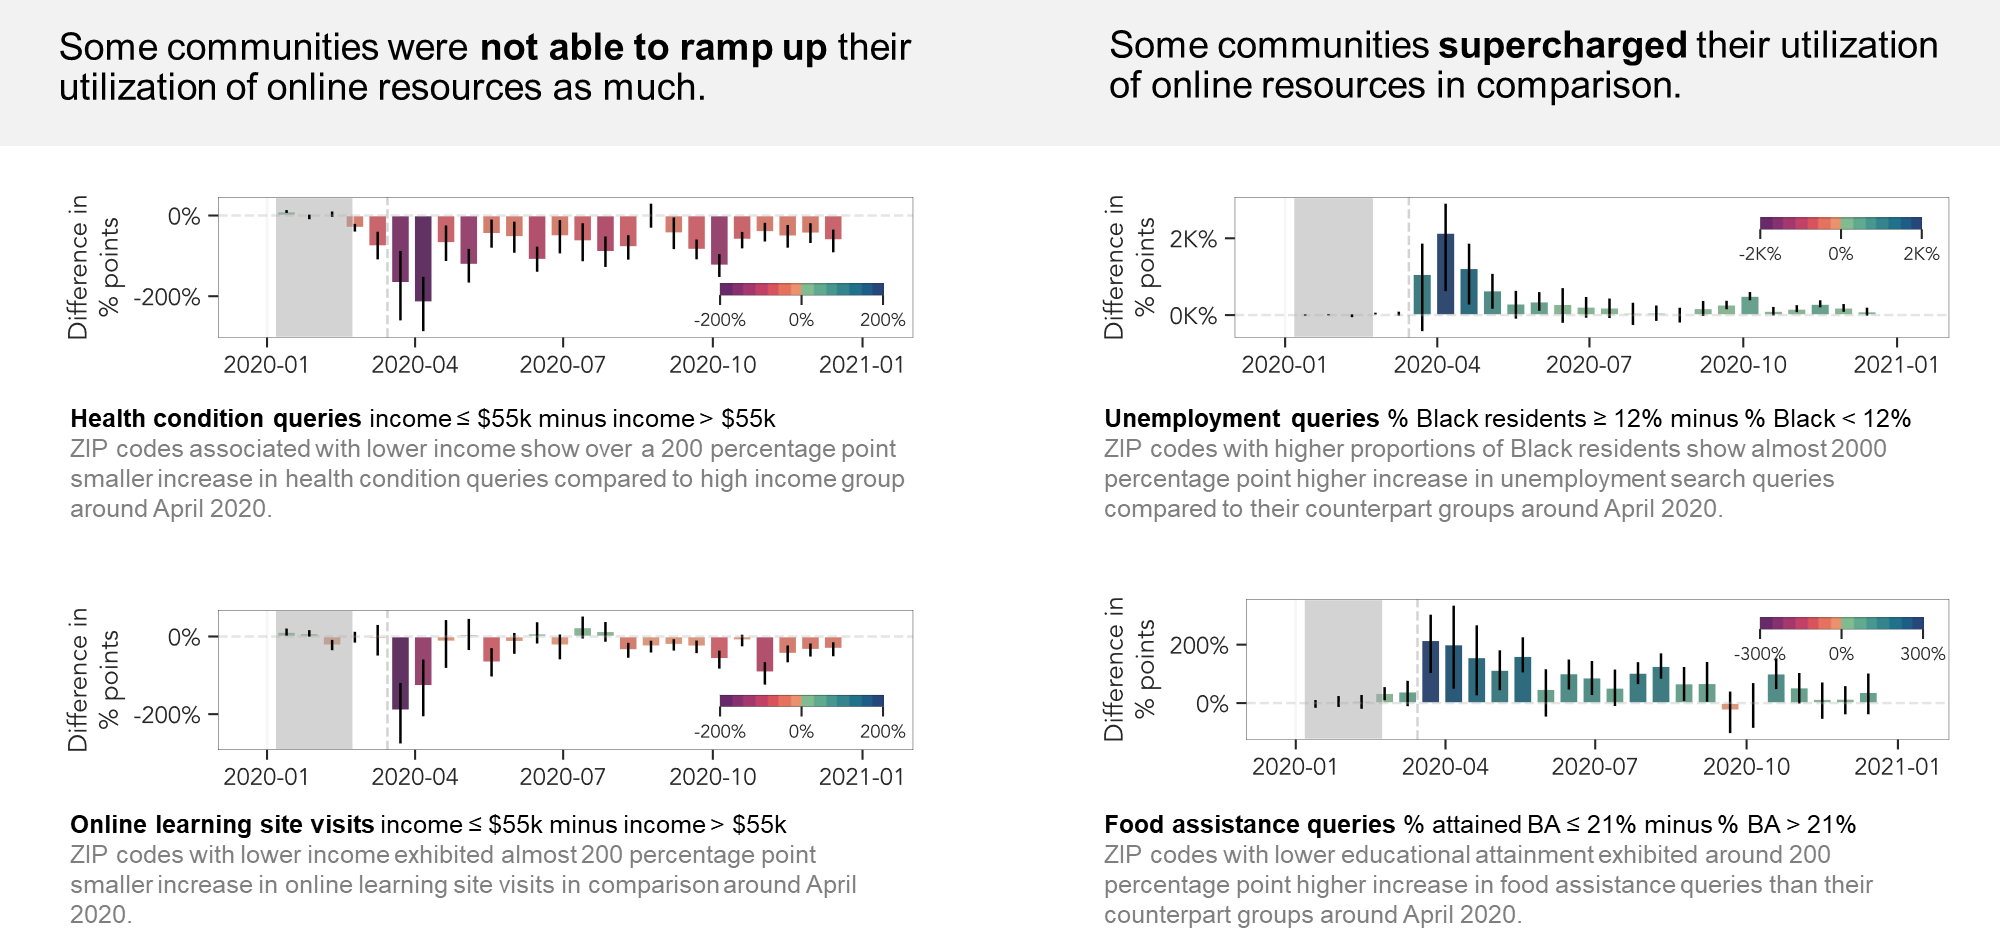 Some communities were not able to ramp up their
utilization of online resources as much.
Some communities supercharged their utilization
of online resources in comparison.
Difference in
% points
0%
-200%
-200%
0%
200%
2020-01
2020-04
2020-07
2020-10
2021-01
Health condition queries income ≤ $55k minus income > $55k
ZIP codes associated with lower income show over a 200 percentage point
smaller increase in health condition queries compared to high income group
around April 2020.
Difference in
% points
2K%
0K%
-2K%
0%
2K%
2020-01
2020-04
2020-07
2020-10
2021-01
Unemployment queries % Black residents ≥ 12% minus % Black < 12%
ZIP codes with higher proportions of Black residents show almost 2000
percentage point higher increase in unemployment search queries
compared to their counterpart groups around April 2020.
Difference in
% points
0%
-200%
-200%
0%
200%
2020-01
2020-04
2020-07
2020-10
2021-01
Online learning site visits income ≤ $55k minus income > $55k
ZIP codes with lower income exhibited almost 200 percentage point
smaller increase in online learning site visits in comparison around April
2020.
Difference in
% points
200%
0%
-300%
0%
300%
2020-01
2020-04
2020-07
2020-10
2021-01
Food assistance queries % attained BA ≤ 21% minus % BA > 21%
ZIP codes with lower educational attainment exhibited around 200
percentage point higher increase in food assistance queries than their
counterpart groups around April 2020.